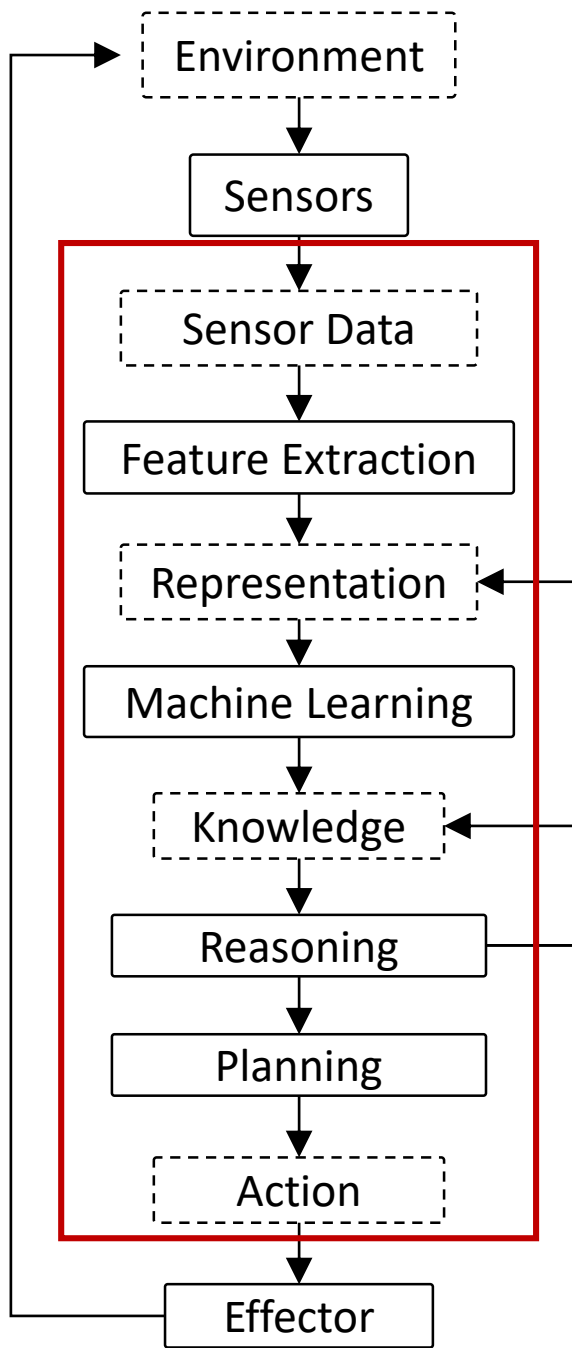 Environment
Sensors
Sensor Data
Feature Extraction
Representation
Machine Learning
Knowledge
Reasoning
Planning
Action
Effector